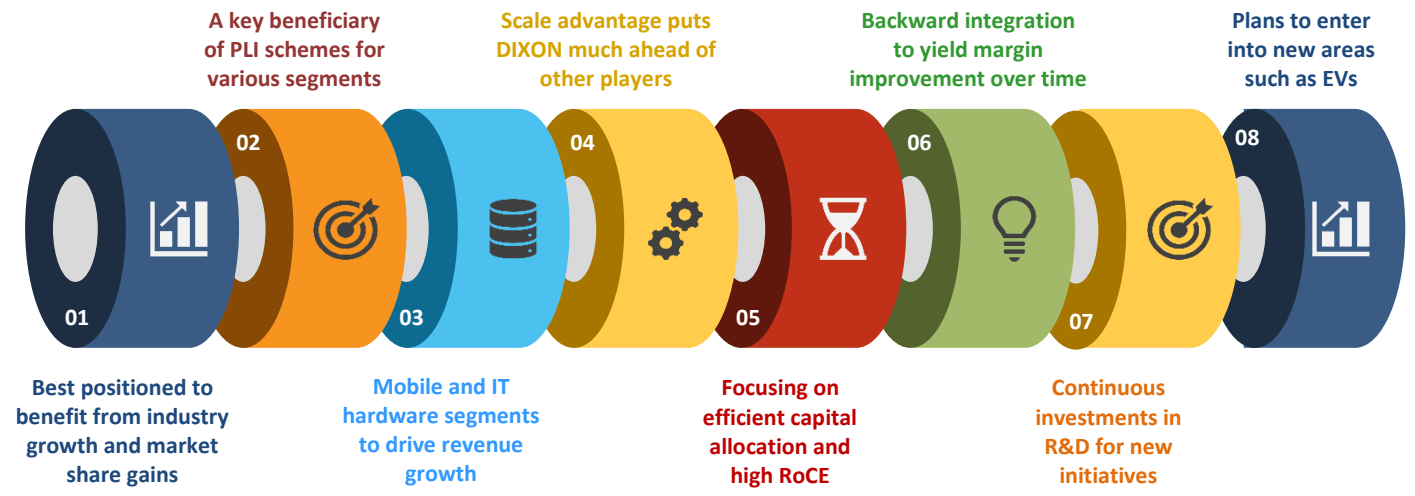 A key beneficiary
of PLI schemes for
various segments
Scale advantage puts
DIXON much ahead of
other players
Backward integration
to yield margin
improvement over time
Plans to enter
into new areas
such as EVs
01
02
03
04
05
06
07
08
Best positioned to
benefit from industry
growth and market
share gains
Mobile and IT
hardware segments
to drive revenue
growth
Focusing on
efficient capital
allocation and
high RoCE
Continuous
investments in
R&D for new
initiatives